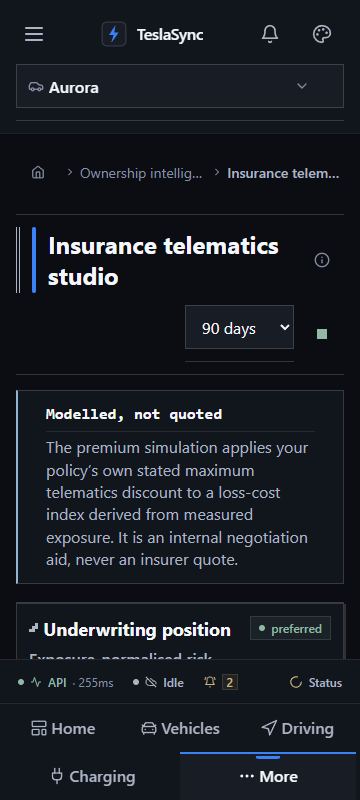 TeslaSync
Aurora
Ownership intellig... Insurance telem...
Insurance telematics
studio
90 days
Modelled, not quoted
The premium simulation applies your
policy's own stated maximum
telematics discount to a loss-cost
index derived from measured
exposure. It is an internal negotiation
aid, never an insurer quote.
Underwriting position
preferred
API · 255ms Idle 2 Status
Home Vehicles Driving
Charging More